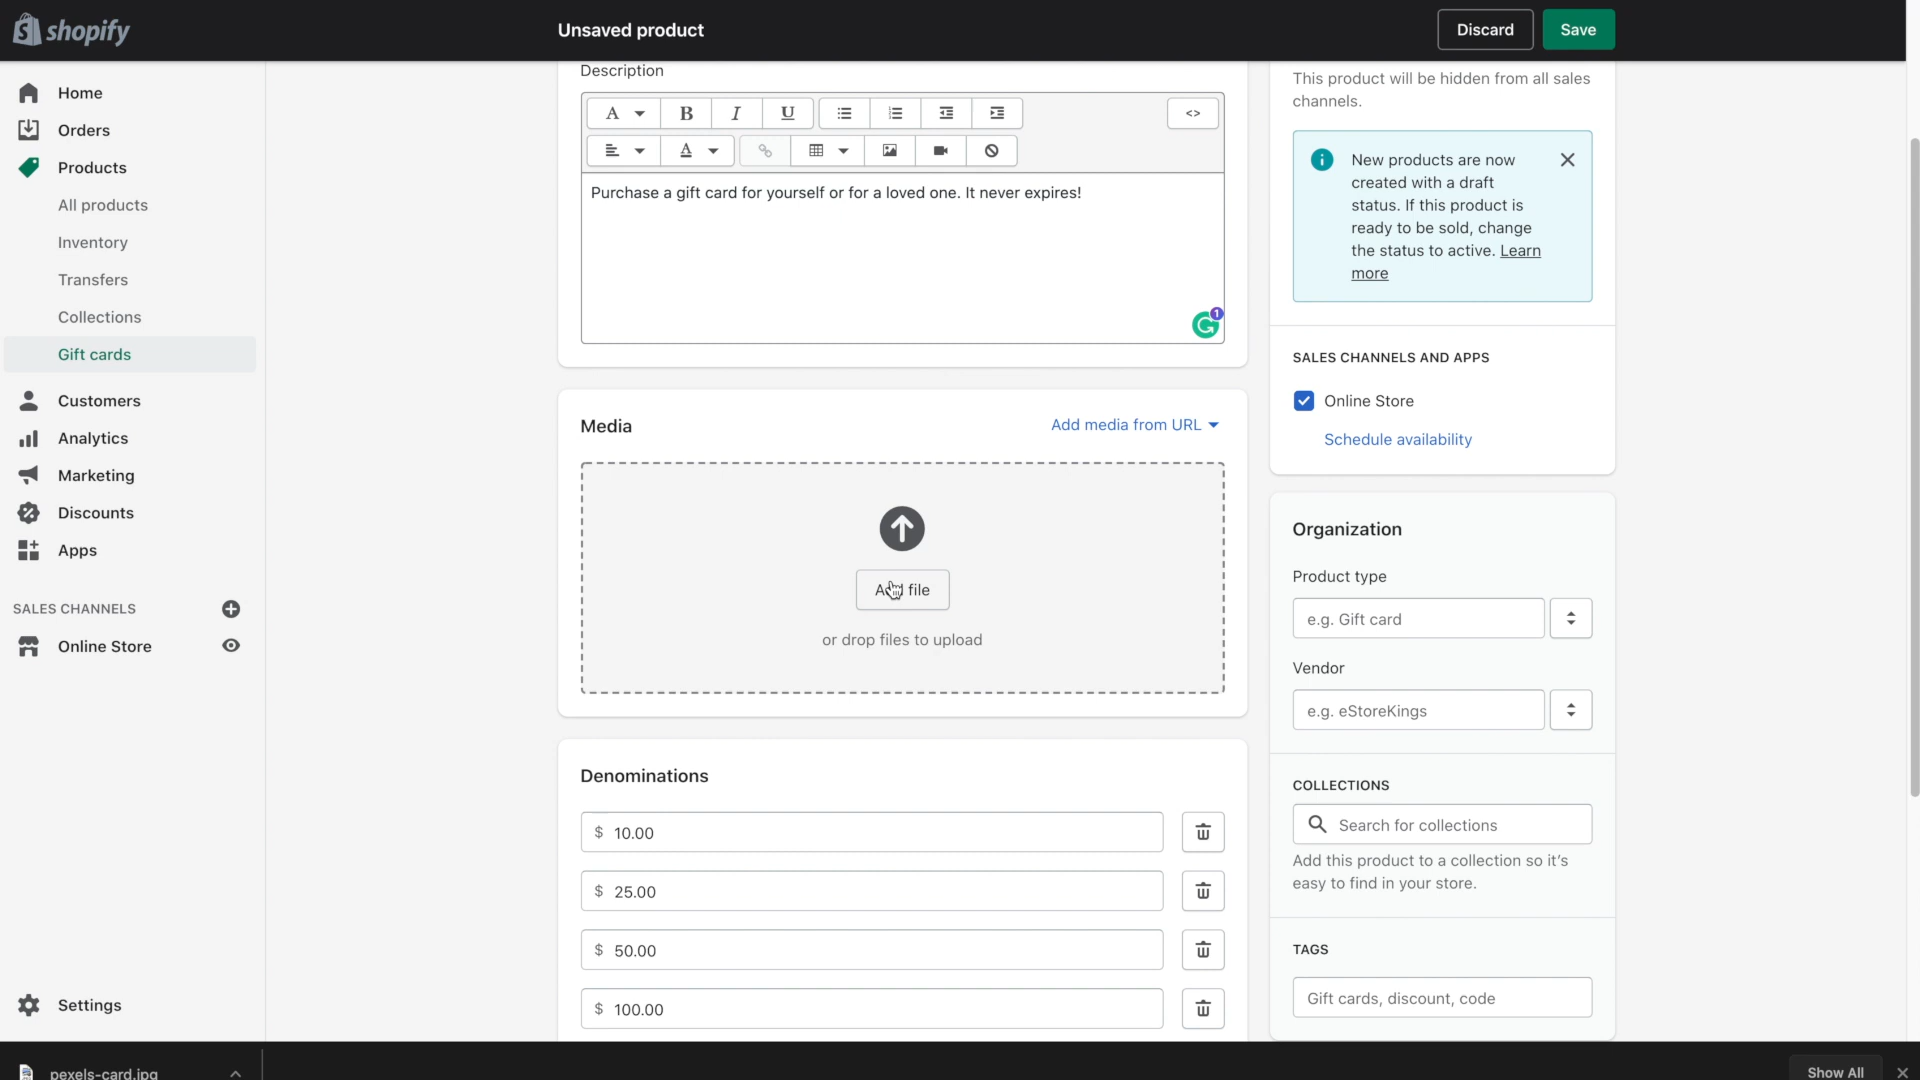 shopify
Unsaved product
Discard
Save
Home
Orders
Products
All products
Inventory
Transfers
Collections
Gift cards
Customers
Analytics
Marketing
Discounts
Apps
SALES CHANNELS
Online Store
Settings
Description
A
B
I
U
<>
A
Purchase a gift card for yourself or for a loved one. It never expires!
1
Media
Add media from URL
Add file
or drop files to upload
Denominations
$ 10.00
$ 25.00
$ 50.00
$ 100.00
This product will be hidden from all sales
channels.
New products are now
created with a draft
status. If this product is
ready to be sold, change
the status to active. Learn
more
SALES CHANNELS AND APPS
Online Store
Schedule availability
Organization
Product type
e.g. Gift card
Vendor
e.g. eStoreKings
COLLECTIONS
Search for collections
Add this product to a collection so it's
easy to find in your store.
TAGS
Gift cards, discount, code
pexels-card.jpg
Show All